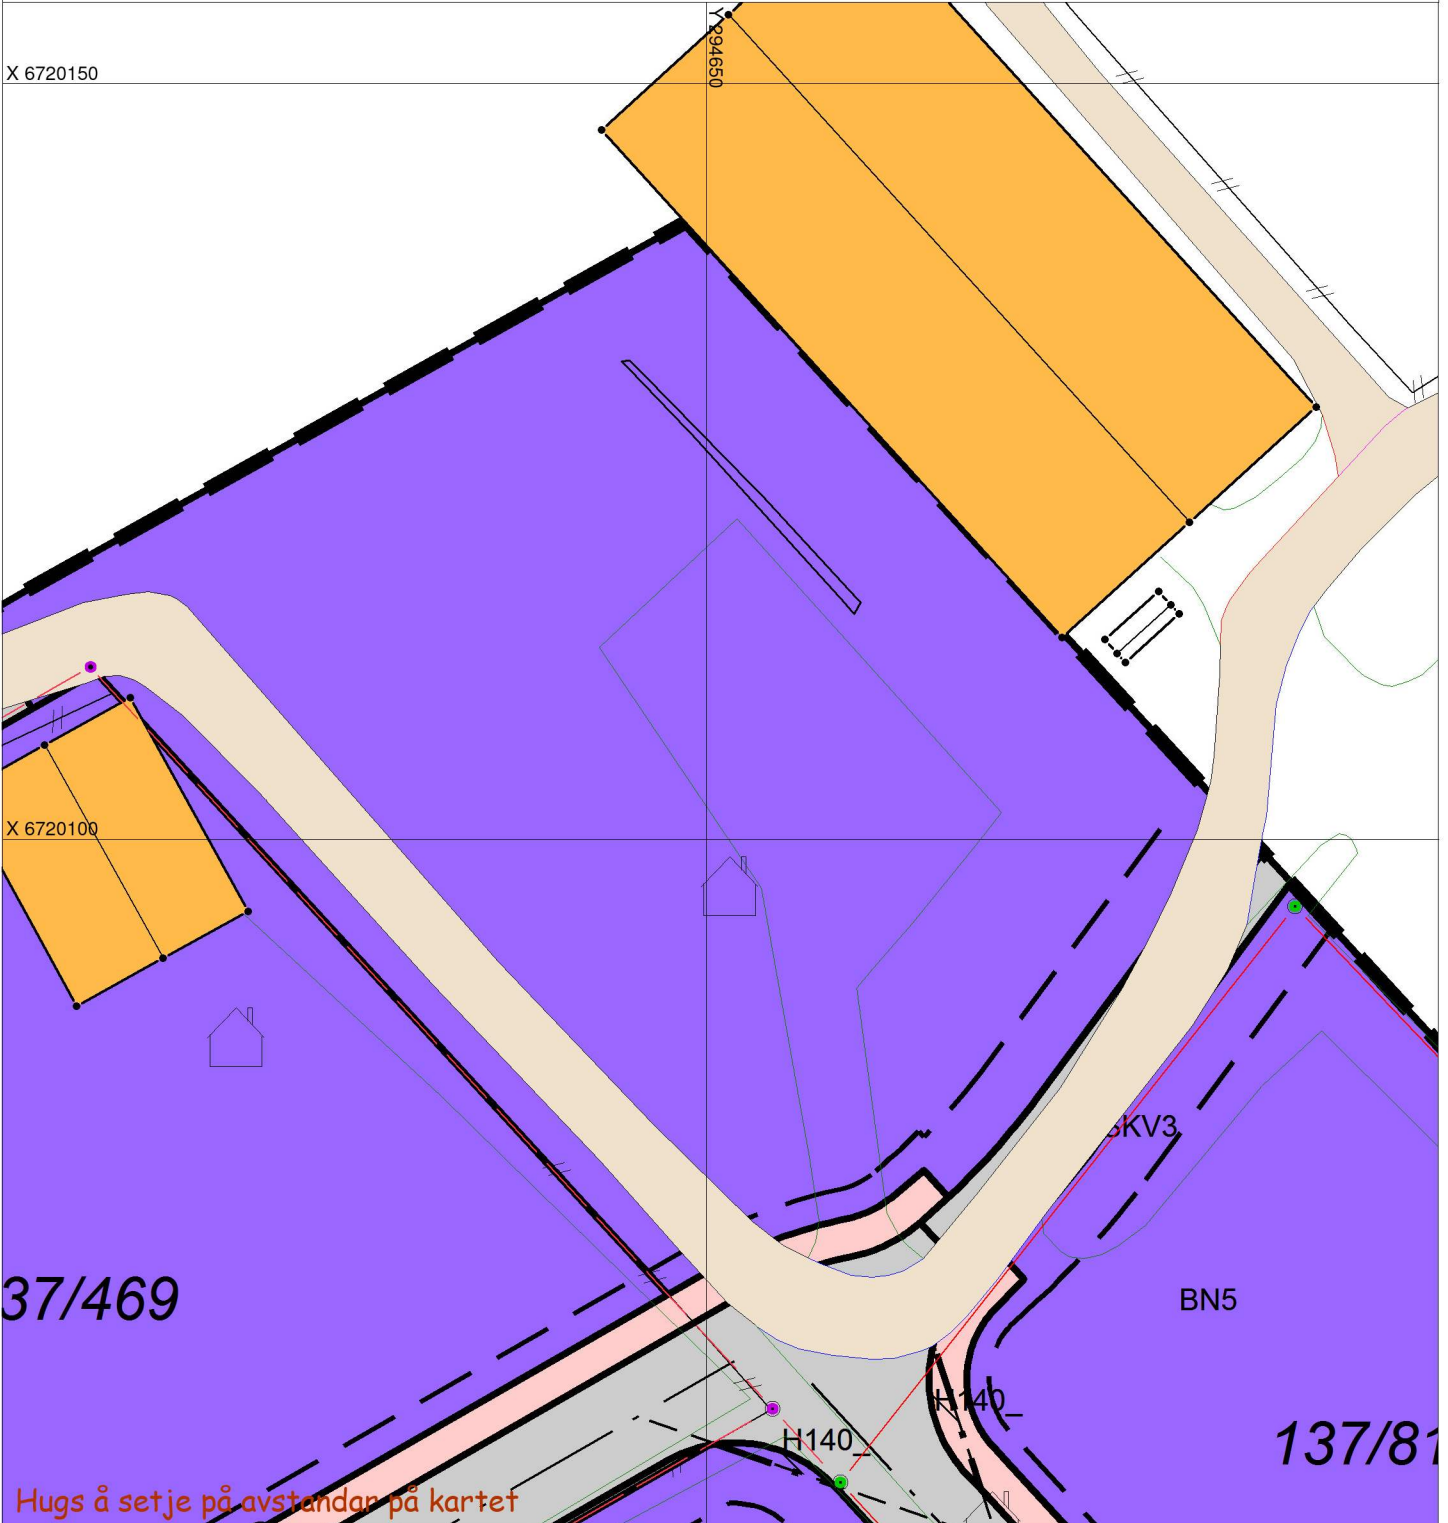 Y 294650
X 6720150
X 6720100
SKV3
37/469
BN5
H140_
137/81
H140_
Hugs å setje på avstandar på kartet